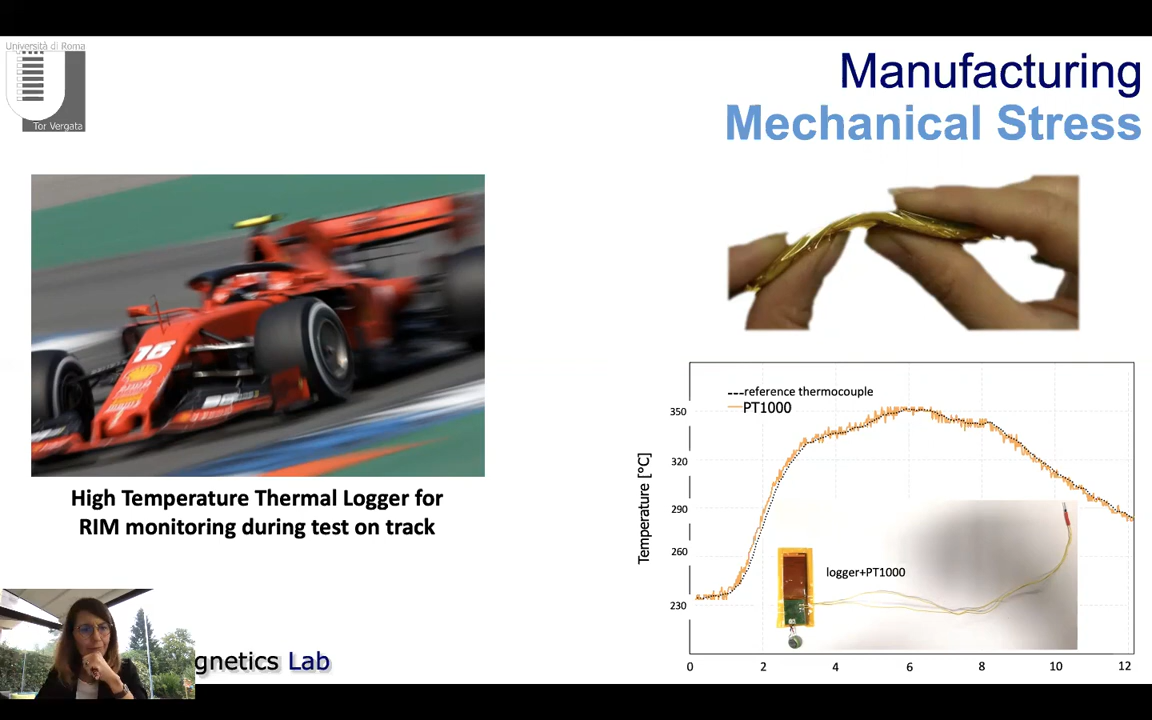 Università di Roma
Tor Vergata
Manufacturing
Mechanical Stress
16
High Temperature Thermal Logger for
RIM monitoring during test on track
reference thermocouple
PT1000
Temperature [°C]
350
320
290
260
230
logger+PT1000
0 2 4 6 8 10 12
gnetics Lab